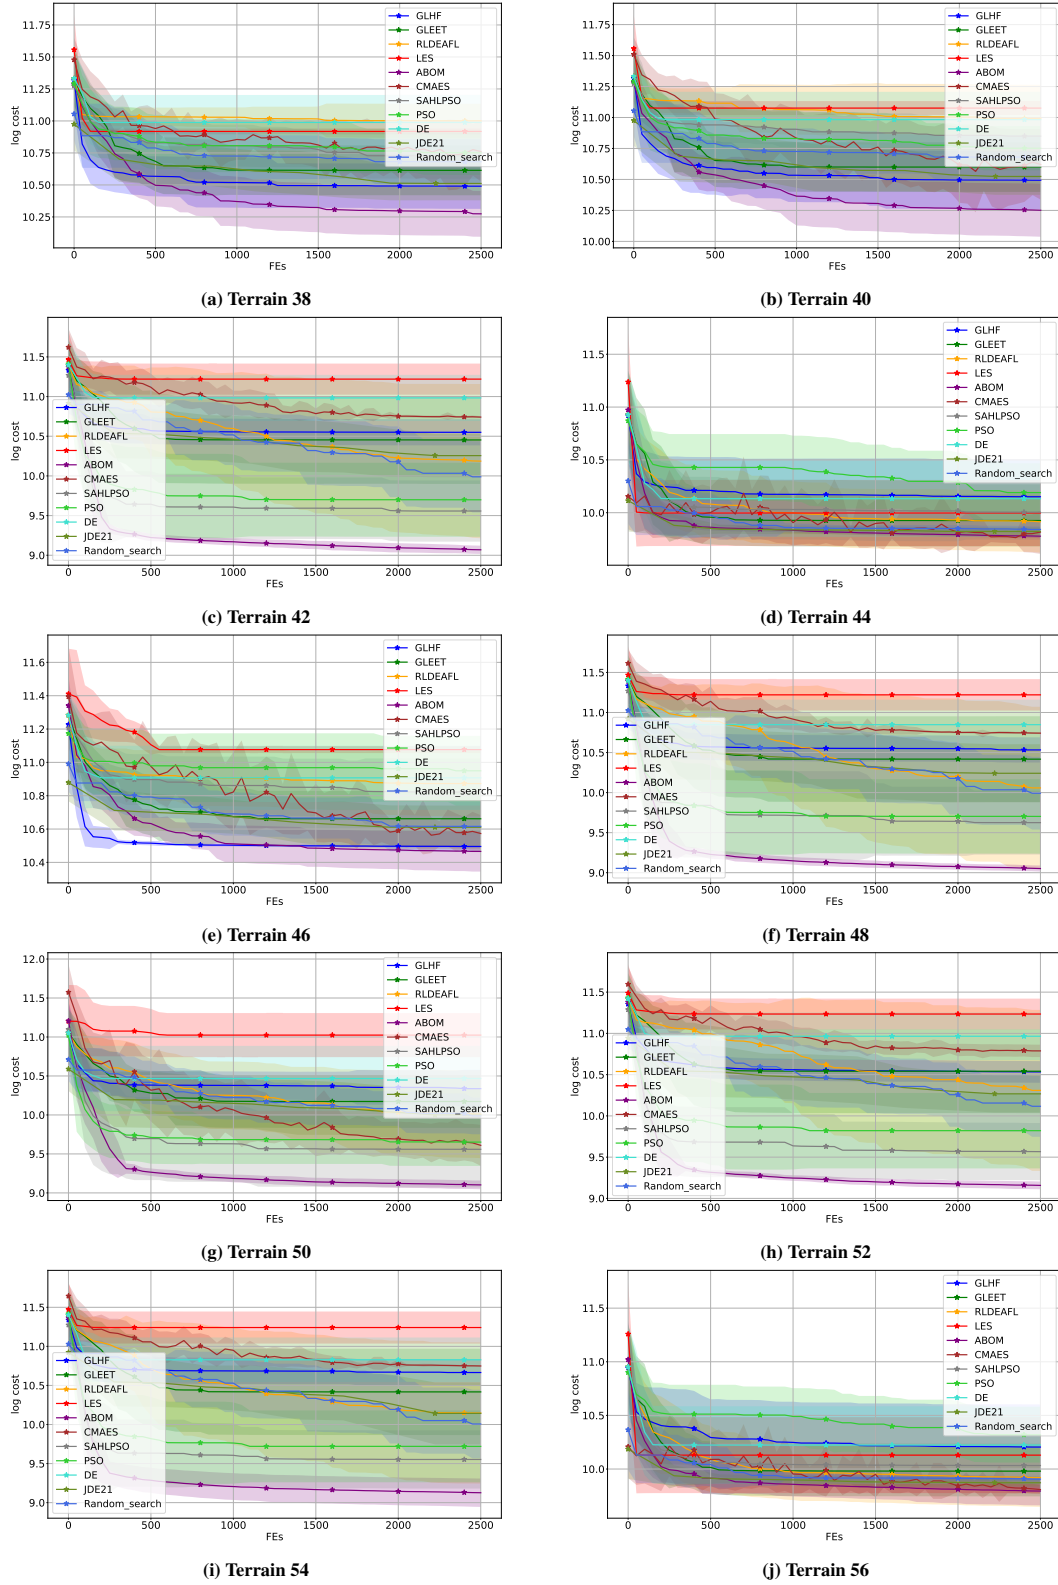 11.75
11.50
11.25
11.00
10.75
10.50
10.25
log cost
0
500
1000
1500
2000
2500
FEs
GLHF
GLEET
RLDEAFL
LES
ABOM
CMAES
SAHLPSO
PSO
DE
JDE21
Random_search
(a) Terrain 38
11.75
11.50
11.25
11.00
10.75
10.50
10.25
10.00
log cost
0
500
1000
1500
2000
2500
FEs
GLHF
GLEET
RLDEAFL
LES
ABOM
CMAES
SAHLPSO
PSO
DE
JDE21
Random_search
(b) Terrain 40
11.5
11.0
10.5
10.0
9.5
9.0
log cost
0
500
1000
1500
2000
2500
FEs
GLHF
GLEET
RLDEAFL
LES
ABOM
CMAES
SAHLPSO
PSO
DE
JDE21
Random_search
(c) Terrain 42
11.5
11.0
10.5
10.0
log cost
0
500
1000
1500
2000
2500
FEs
GLHF
GLEET
RLDEAFL
LES
ABOM
CMAES
SAHLPSO
PSO
DE
JDE21
Random_search
(d) Terrain 44
11.6
11.4
11.2
11.0
10.8
10.6
10.4
log cost
0
500
1000
1500
2000
2500
FEs
GLHF
GLEET
RLDEAFL
LES
ABOM
CMAES
SAHLPSO
PSO
DE
JDE21
Random_search
(e) Terrain 46
11.5
11.0
10.5
10.0
9.5
9.0
log cost
0
500
1000
1500
2000
2500
FEs
GLHF
GLEET
RLDEAFL
LES
ABOM
CMAES
SAHLPSO
PSO
DE
JDE21
Random_search
(f) Terrain 48
12.0
11.5
11.0
10.5
10.0
9.5
9.0
log cost
0
500
1000
1500
2000
2500
FEs
GLHF
GLEET
RLDEAFL
LES
ABOM
CMAES
SAHLPSO
PSO
DE
JDE21
Random_search
(g) Terrain 50
11.5
11.0
10.5
10.0
9.5
9.0
log cost
0
500
1000
1500
2000
2500
FEs
GLHF
GLEET
RLDEAFL
LES
ABOM
CMAES
SAHLPSO
PSO
DE
JDE21
Random_search
(h) Terrain 52
11.5
11.0
10.5
10.0
9.5
9.0
log cost
0
500
1000
1500
2000
2500
FEs
GLHF
GLEET
RLDEAFL
LES
ABOM
CMAES
SAHLPSO
PSO
DE
JDE21
Random_search
(i) Terrain 54
11.5
11.0
10.5
10.0
log cost
0
500
1000
1500
2000
2500
FEs
GLHF
GLEET
RLDEAFL
LES
ABOM
CMAES
SAHLPSO
PSO
DE
JDE21
Random_search
(j) Terrain 56